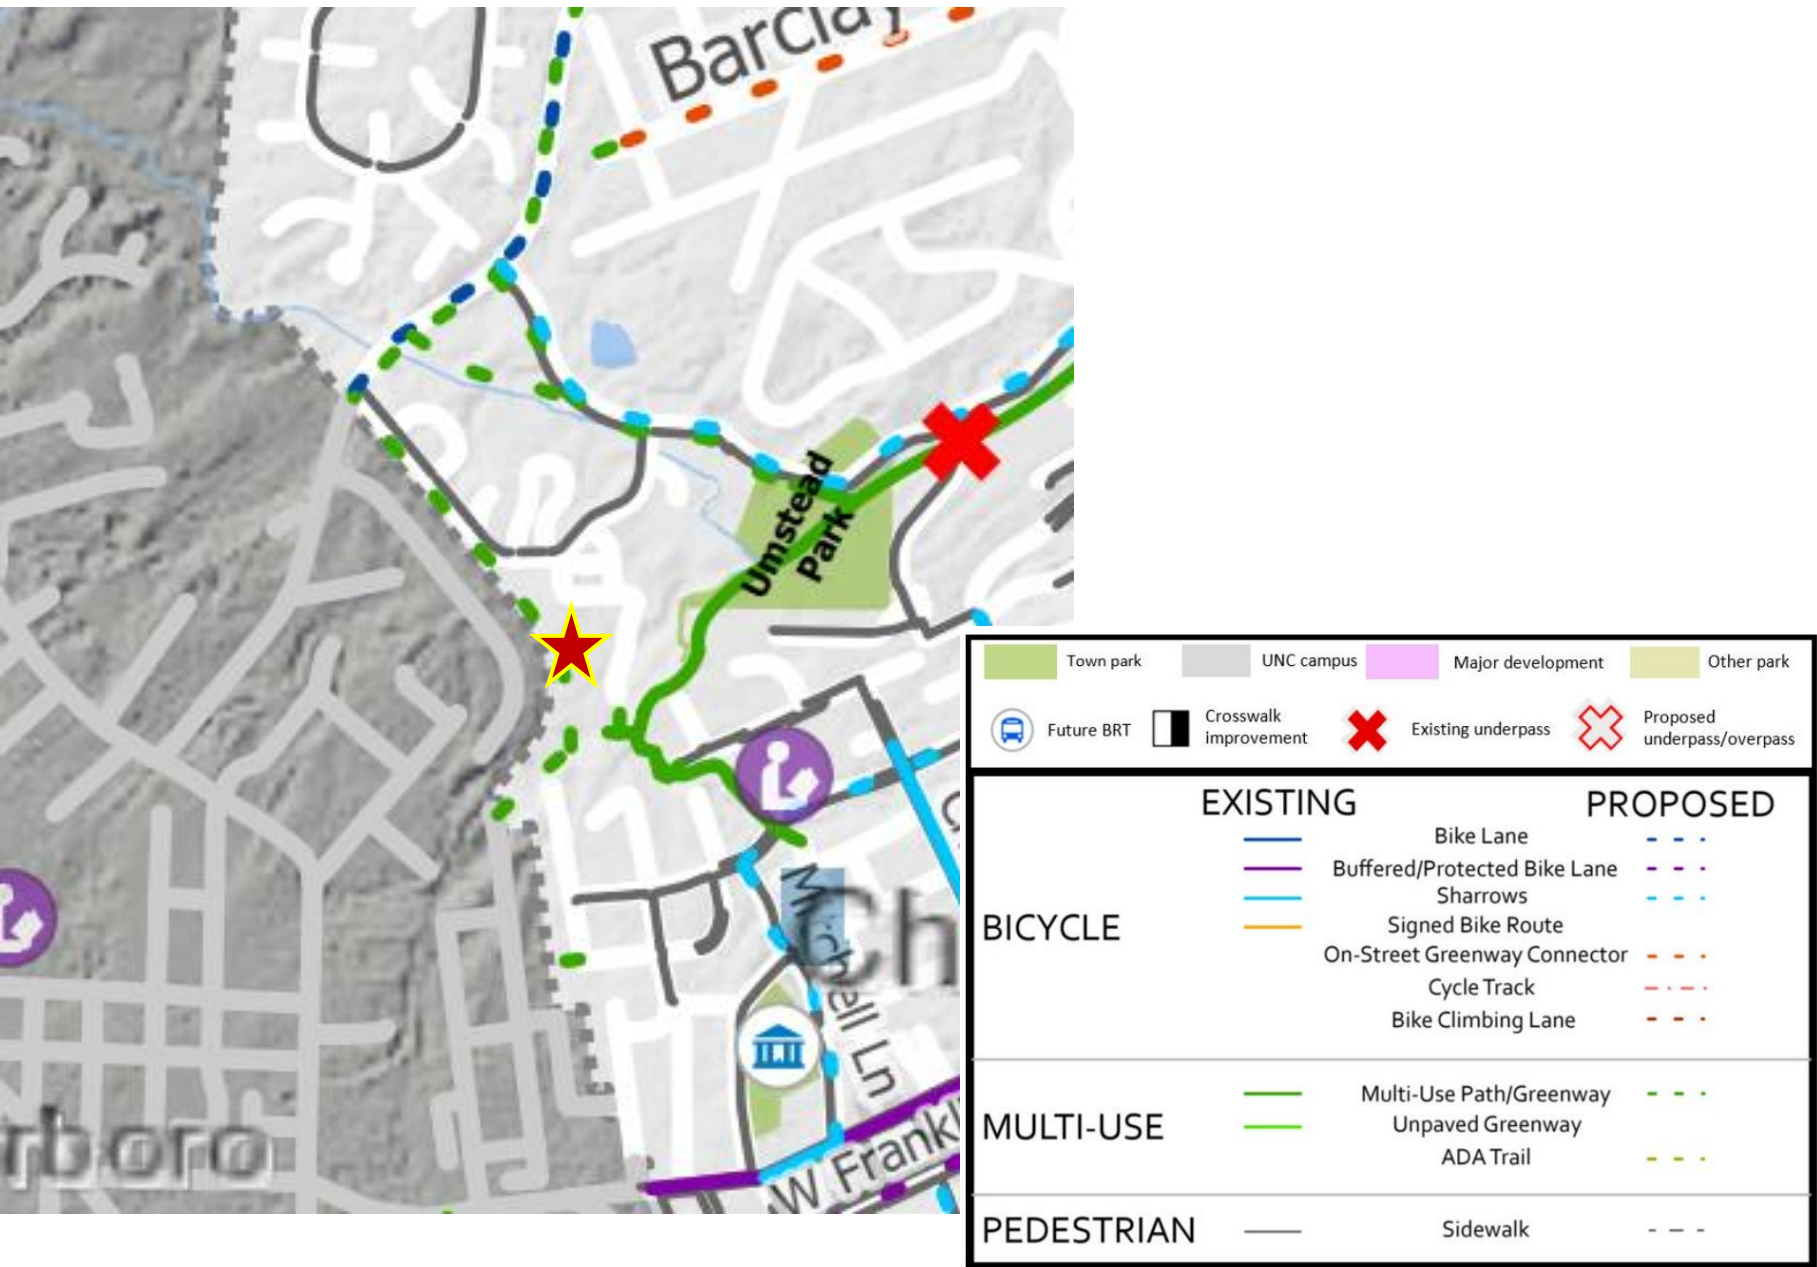 Barclay
Umstead
Park
Mitchell Ln
Ch
rboro
W Frankl
Town park
UNC campus
Major development
Other park
Future BRT
Crosswalk
improvement
Existing underpass
Proposed
underpass/overpass
EXISTING
PROPOSED
BICYCLE
Bike Lane
Buffered/Protected Bike Lane
Sharrows
Signed Bike Route
On-Street Greenway Connector
Cycle Track
Bike Climbing Lane
MULTI-USE
Multi-Use Path/Greenway
Unpaved Greenway
ADA Trail
PEDESTRIAN
Sidewalk